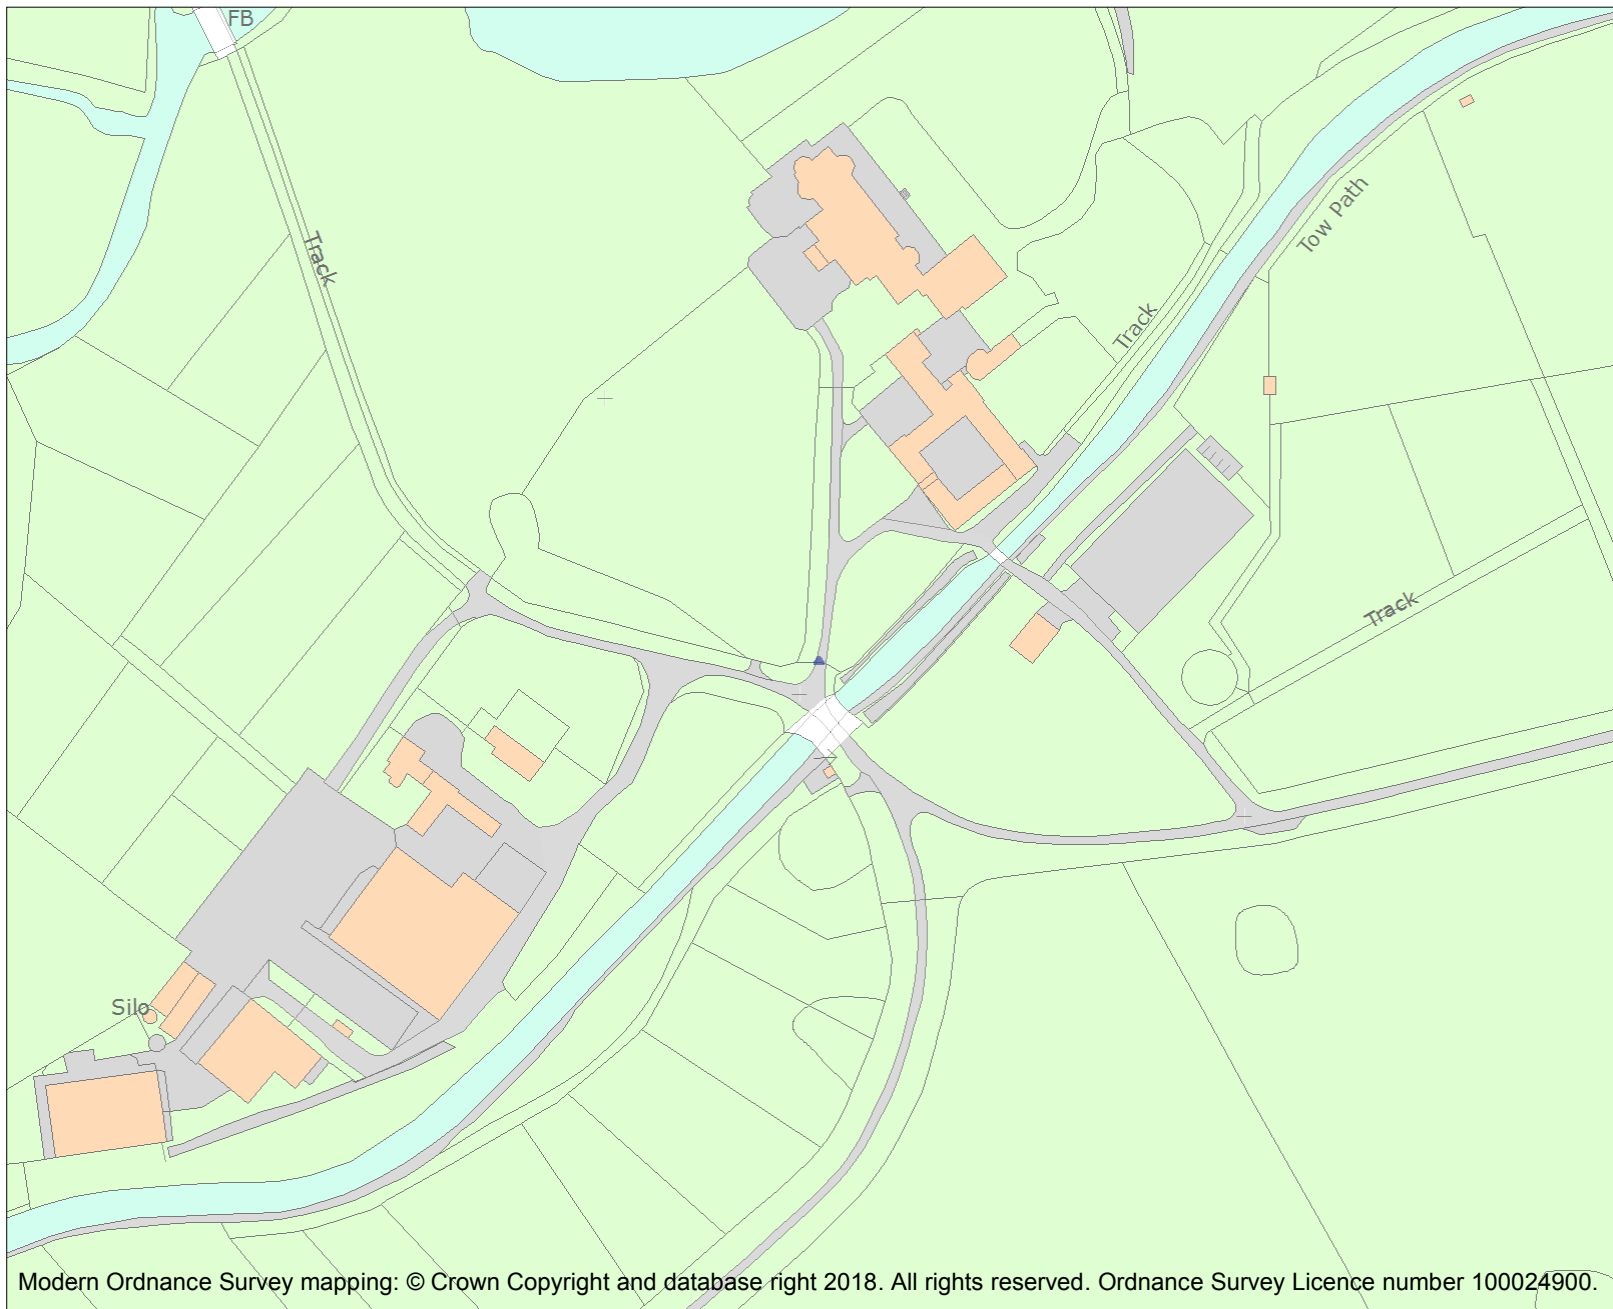 FB
Track
Tow Path
Track
Track
Silo
Modern Ordnance Survey mapping: © Crown Copyright and database right 2018. All rights reserved. Ordnance Survey Licence number 100024900.